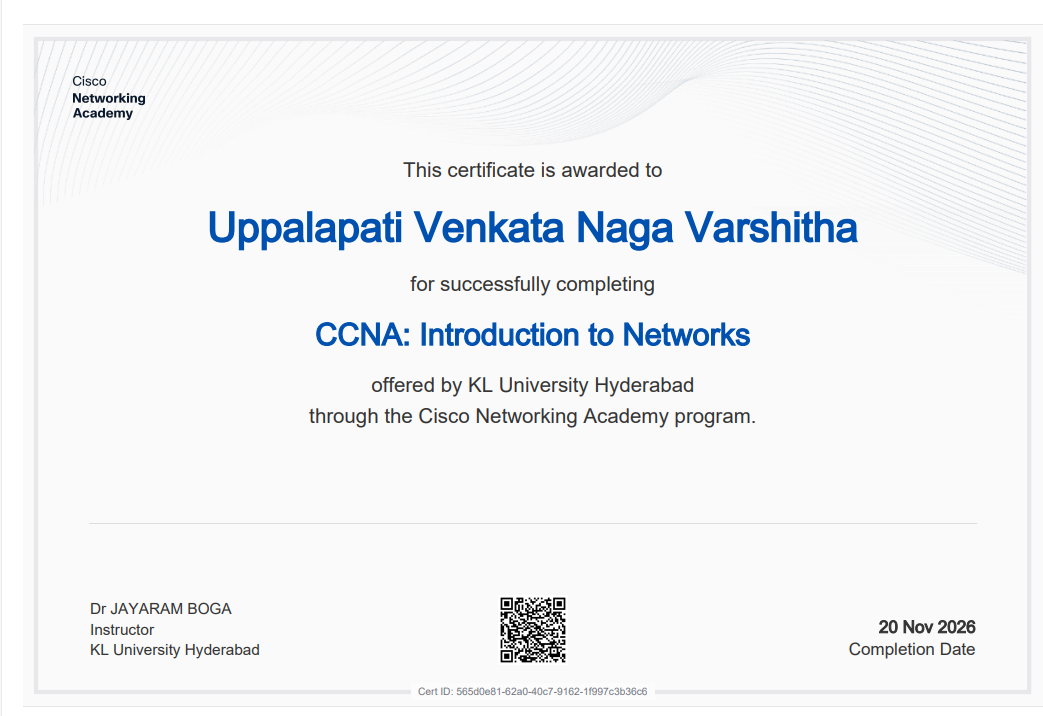 Cisco
Networking
Academy
This certificate is awarded to
Uppalapati Venkata Naga Varshitha
for successfully completing
CCNA: Introduction to Networks
offered by KL University Hyderabad
through the Cisco Networking Academy program.
Dr JAYARAM BOGA
Instructor
KL University Hyderabad
20 Nov 2026
Completion Date
Cert ID: 565d0e81-62a0-40c7-9162-1f997c3b36c6